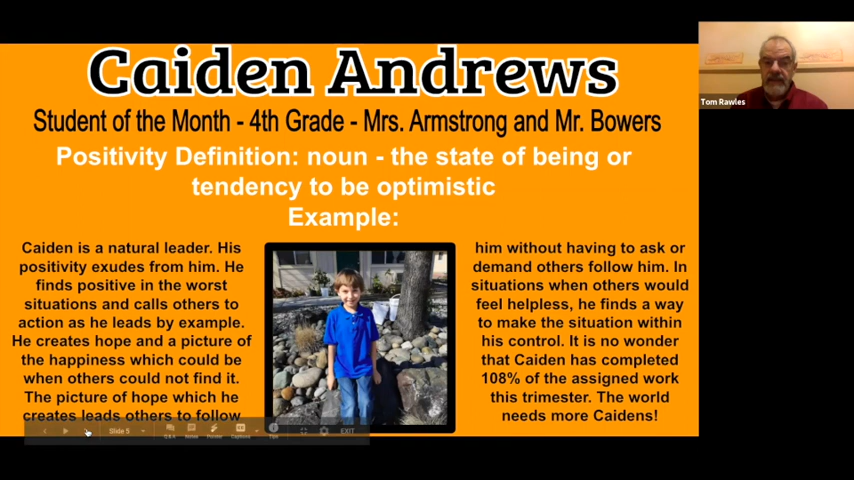 Caiden Andrews
Student of the Month - 4th Grade - Mrs. Armstrong and Mr. Bowers
Positivity Definition: noun - the state of being or
tendency to be optimistic
Example:
Caiden is a natural leader. His
positivity exudes from him. He
finds positive in the worst
situations and calls others to
action as he leads by example.
He creates hope and a picture of
the happiness which could be
when others could not find it.
The picture of hope which he
creates leads others to follow
him without having to ask or
demand others follow him. In
situations when others would
feel helpless, he finds a way
to make the situation within
his control. It is no wonder
that Caiden has completed
108% of the assigned work
this trimester. The world
needs more Caidens!
Slide 5
Q&A
Notes
Pointer
Captions
Tips
EXIT
Tom Rawles